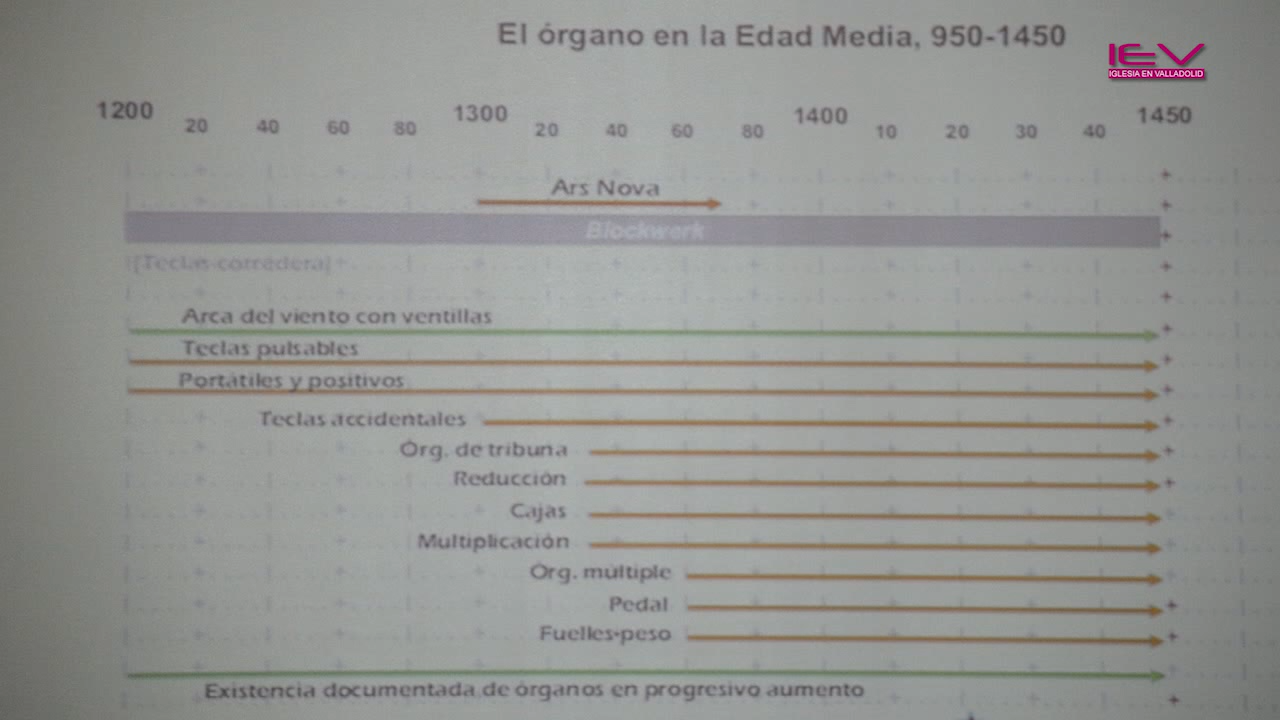 El órgano en la Edad Media, 950-1450
IEV
IGLESIA EN VALLADOLID
1200 20 40 60 80 1300 20 40 60 80 1400 10 20 30 40 1450
Ars Nova
Blockwerk
[Teclas-corredera]
Arca del viento con ventillas
Teclas pulsables
Portátiles y positivos
Teclas accidentales
Órg. de tribuna
Reducción
Cajas
Multiplicación
Órg. múltiple
Pedal
Fuelles-peso
Existencia documentada de órganos en progresivo aumento